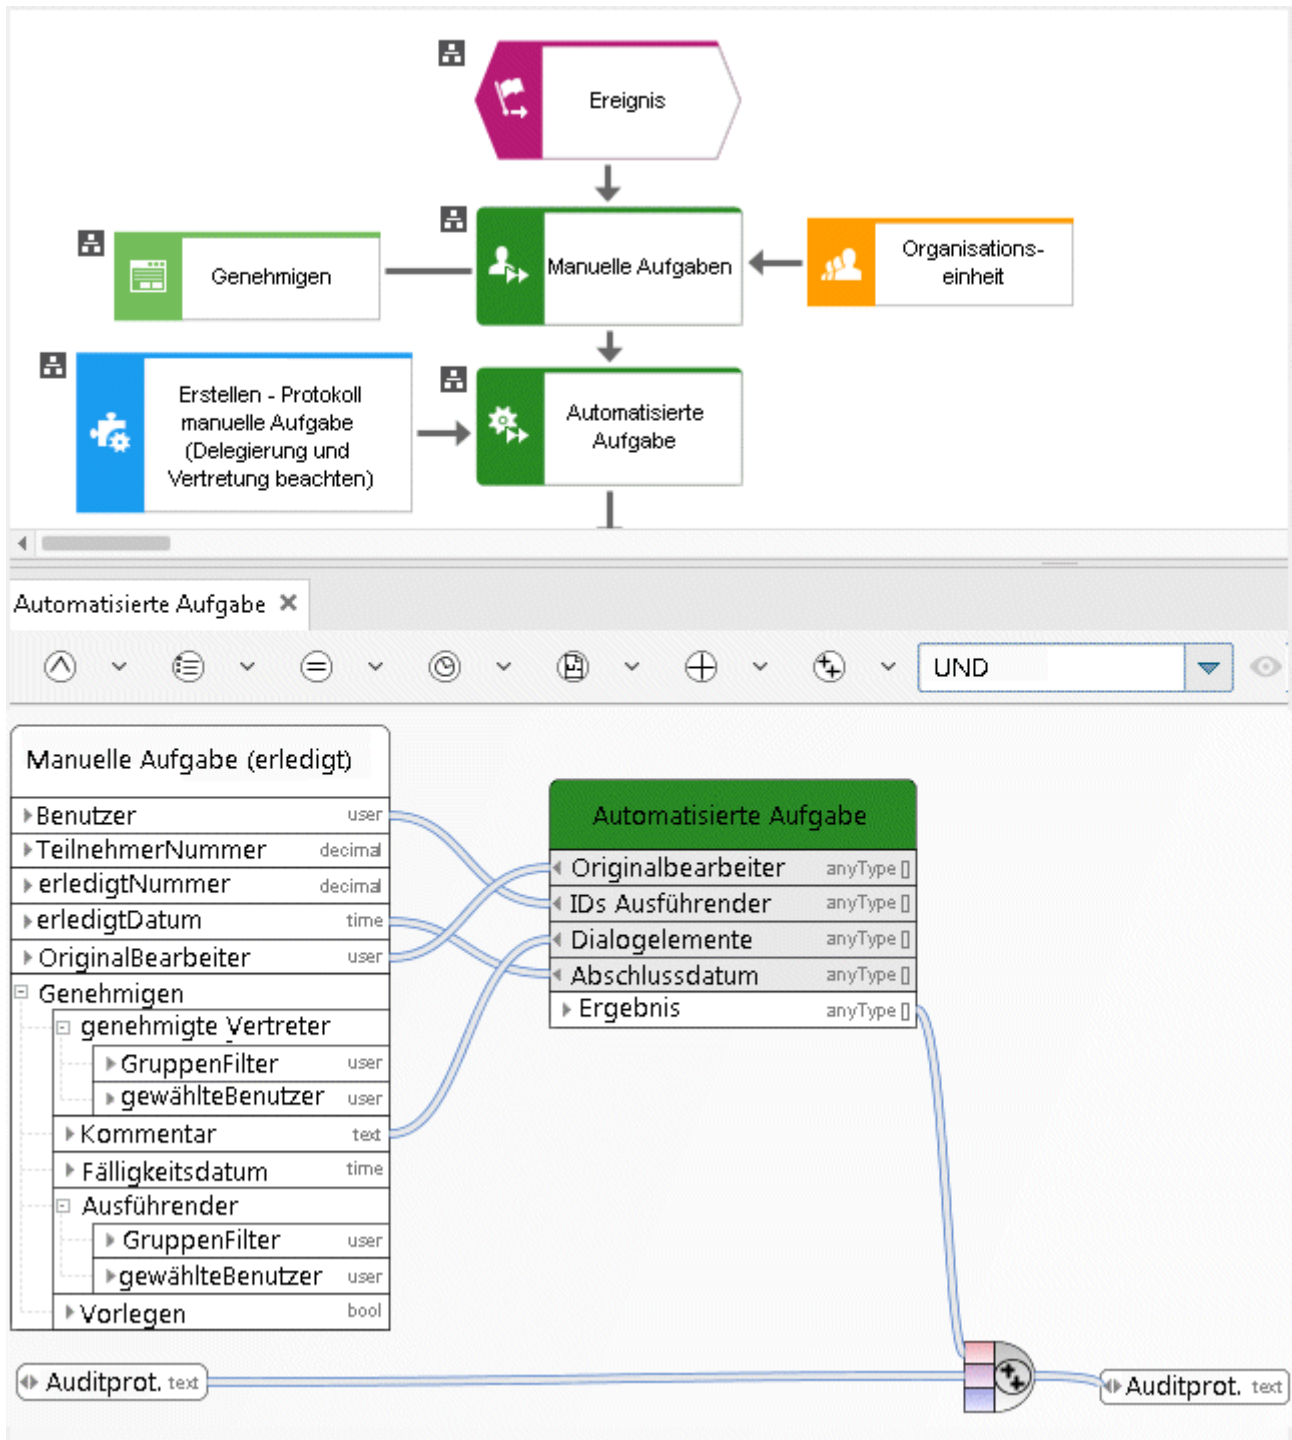 Ereignis
Genehmigen
Manuelle Aufgaben
Organisations-
einheit
Erstellen - Protokoll
manuelle Aufgabe
(Delegierung und
Vertretung beachten)
Automatisierte
Aufgabe
Automatisierte Aufgabe
UND
Manuelle Aufgabe (erledigt)
Benutzer user
TeilnehmerNummer decimal
erledigtNummer decimal
erledigtDatum time
OriginalBearbeiter user
Genehmigen
genehmigte Vertreter
GruppenFilter user
gewählteBenutzer user
Kommentar text
Fälligkeitsdatum time
Ausführender
GruppenFilter user
gewählteBenutzer user
Vorlegen bool
Automatisierte Aufgabe
Originalbearbeiter anyType []
IDs Ausführender anyType []
Dialogelemente anyType []
Abschlussdatum anyType []
Ergebnis anyType []
Auditprot. text
Auditprot. text